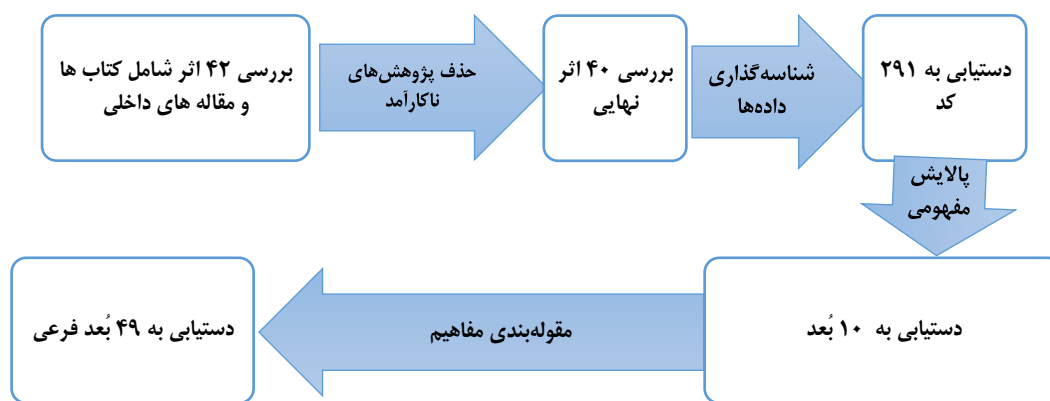 بررسی ۴۲ اثر شامل کتاب ها
و مقاله های داخلی
حذف پژوهش‌های
ناکارآمد
بررسی ۴۰ اثر
نهایی
شناسه‌گذاری
داده‌ها
دستیابی به ۲۹۱
کد
پالایش
مفهومی
دستیابی به ۱۰ بُعد
مقوله‌بندی مفاهیم
دستیابی به ۴۹ بُعد فرعی